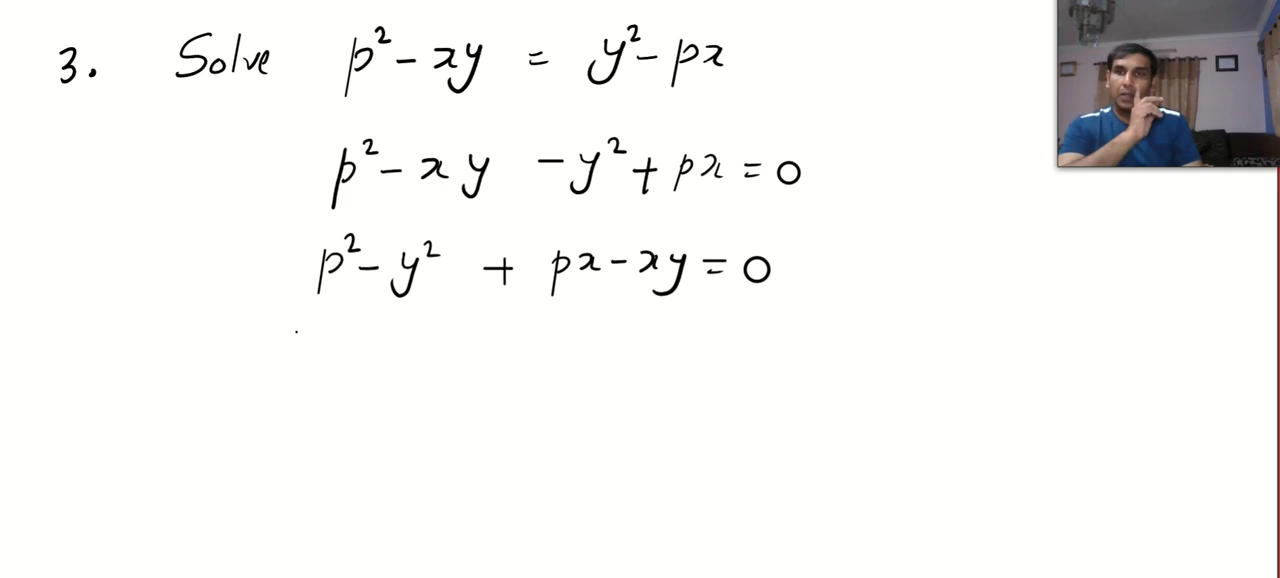 3. Solve p² - xy = y² - px
p² - xy - y² + px = 0
p² - y² + px - xy = 0